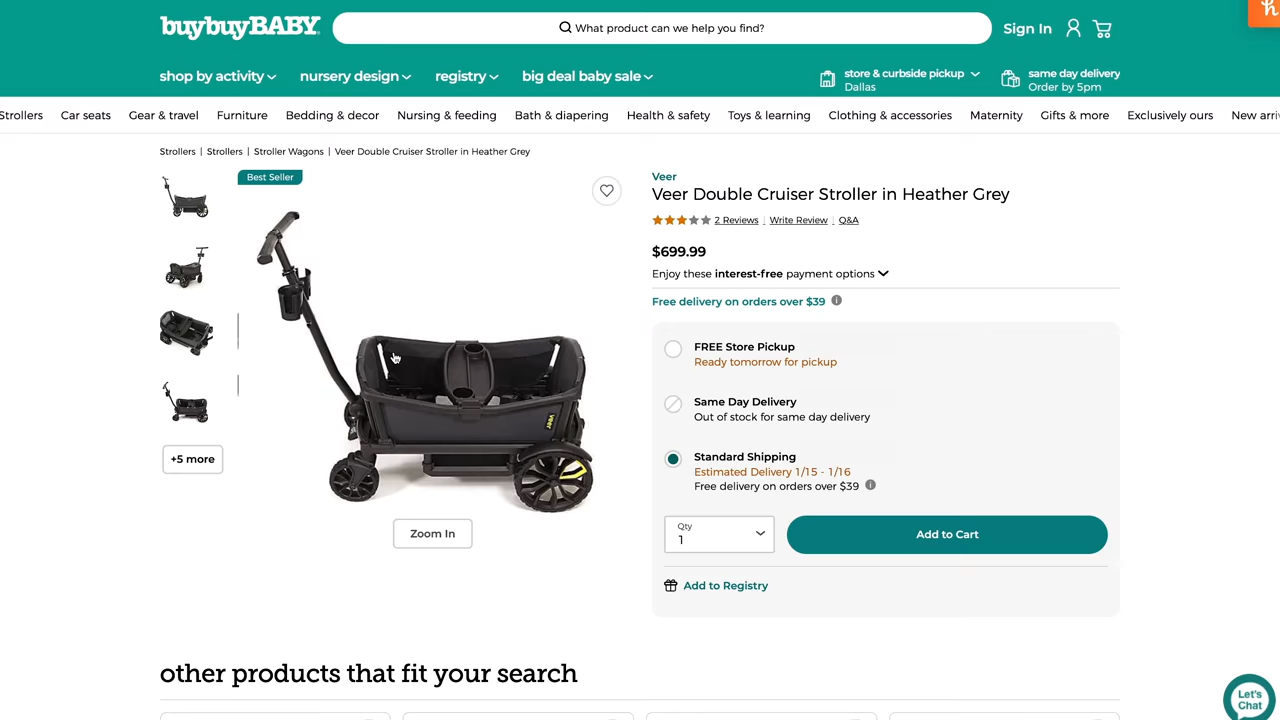 buybuyBABY
What product can we help you find?
Sign In
shop by activity
nursery design
registry
big deal baby sale
store & curbside pickup
Dallas
same day delivery
Order by 5pm
Strollers
Car seats
Gear & travel
Furniture
Bedding & decor
Nursing & feeding
Bath & diapering
Health & safety
Toys & learning
Clothing & accessories
Maternity
Gifts & more
Exclusively ours
New arri
Strollers | Strollers | Stroller Wagons | Veer Double Cruiser Stroller in Heather Grey
Best Seller
+5 more
Zoom In
Veer
Veer Double Cruiser Stroller in Heather Grey
2 Reviews | Write Review | Q&A
$699.99
Enjoy these interest-free payment options
Free delivery on orders over $39
FREE Store Pickup
Ready tomorrow for pickup
Same Day Delivery
Out of stock for same day delivery
Standard Shipping
Estimated Delivery 1/15 - 1/16
Free delivery on orders over $39
Qty
1
Add to Cart
Add to Registry
other products that fit your search
Let's
Chat